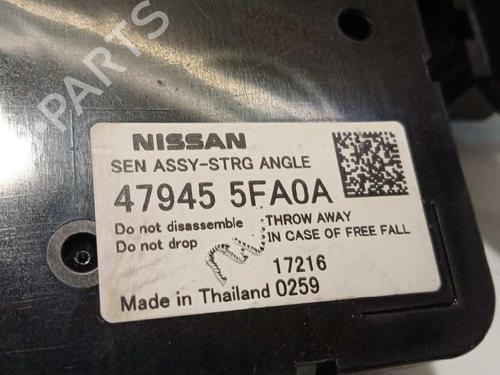 PARTS
NISSAN
SEN ASSY-STRG ANGLE
47945 5FA0A
Do not disassemble
Do not drop
THROW AWAY
IN CASE OF FREE FALL
17216
Made in Thailand 0259